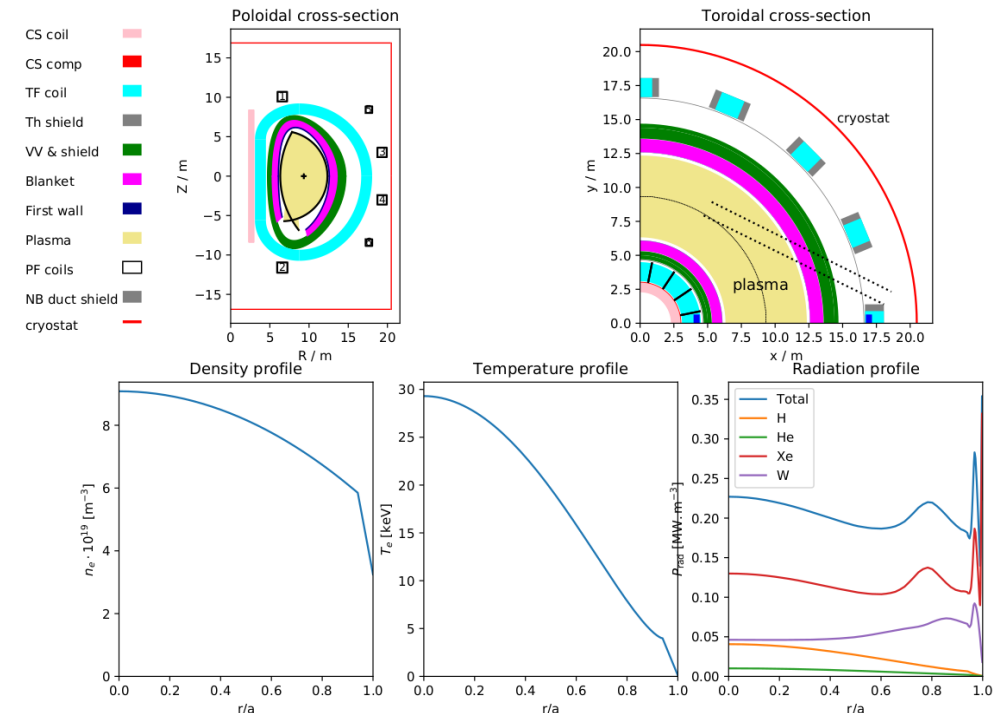 CS coil
CS comp
TF coil
Th shield
VV & shield
Blanket
First wall
Plasma
PF coils
NB duct shield
cryostat
Poloidal cross-section
Z / m
15
10
5
0
−5
−10
−15
1
2
3
4
0
5
10
15
20
R / m
Toroidal cross-section
y / m
20.0
17.5
15.0
12.5
10.0
7.5
5.0
2.5
0.0
cryostat
plasma
0.0
2.5
5.0
7.5
10.0
12.5
15.0
17.5
20.0
x / m
Density profile
n_e · 10^19 [m^−3]
8
6
4
2
0
0.0
0.2
0.4
0.6
0.8
1.0
r/a
Temperature profile
T_e [keV]
30
25
20
15
10
5
0
0.0
0.2
0.4
0.6
0.8
1.0
r/a
Radiation profile
P_rad [MW.m^−3]
0.35
0.30
0.25
0.20
0.15
0.10
0.05
0.00
Total
H
He
Xe
W
0.0
0.2
0.4
0.6
0.8
1.0
r/a